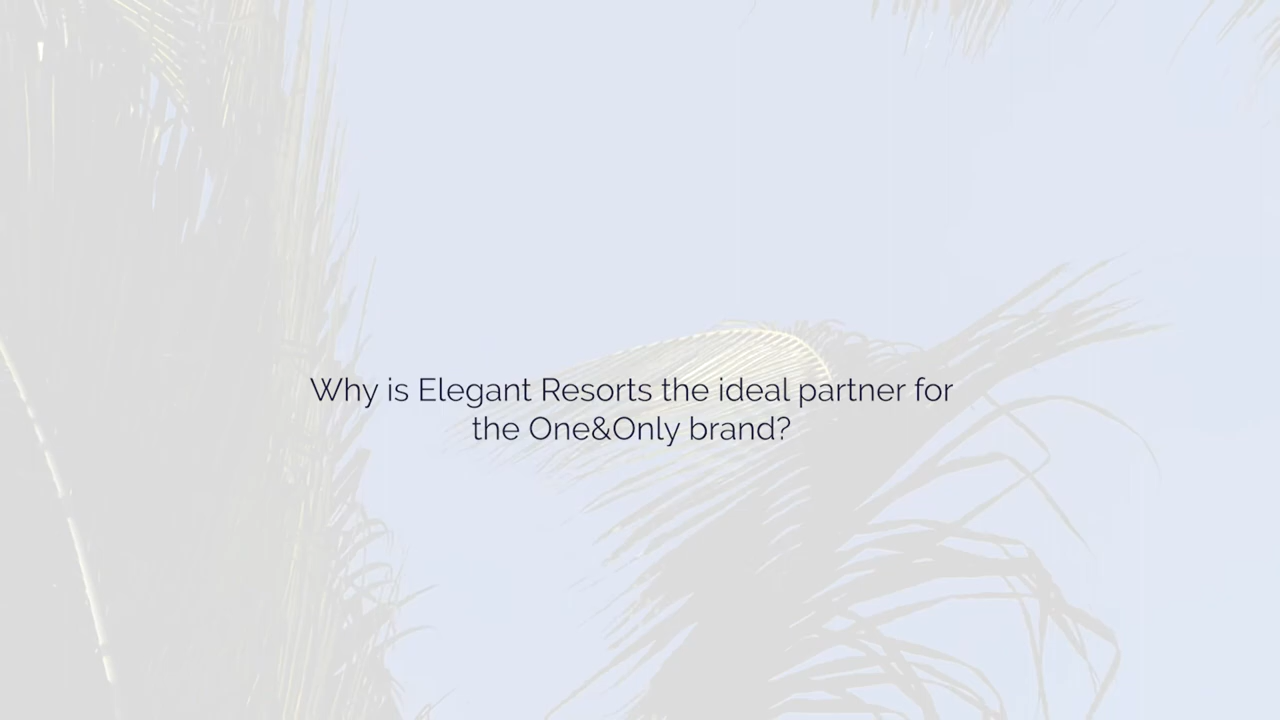 Why is Elegant Resorts the ideal partner for
the One&Only brand?